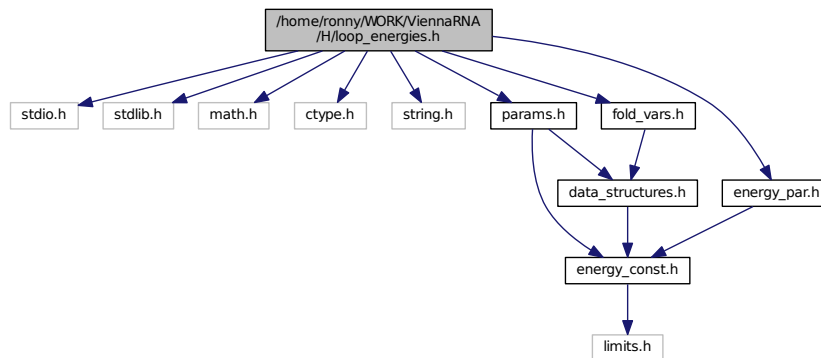 /home/ronny/WORK/ViennaRNA
/H/loop_energies.h
stdio.h
stdlib.h
math.h
ctype.h
string.h
params.h
fold_vars.h
data_structures.h
energy_par.h
energy_const.h
limits.h